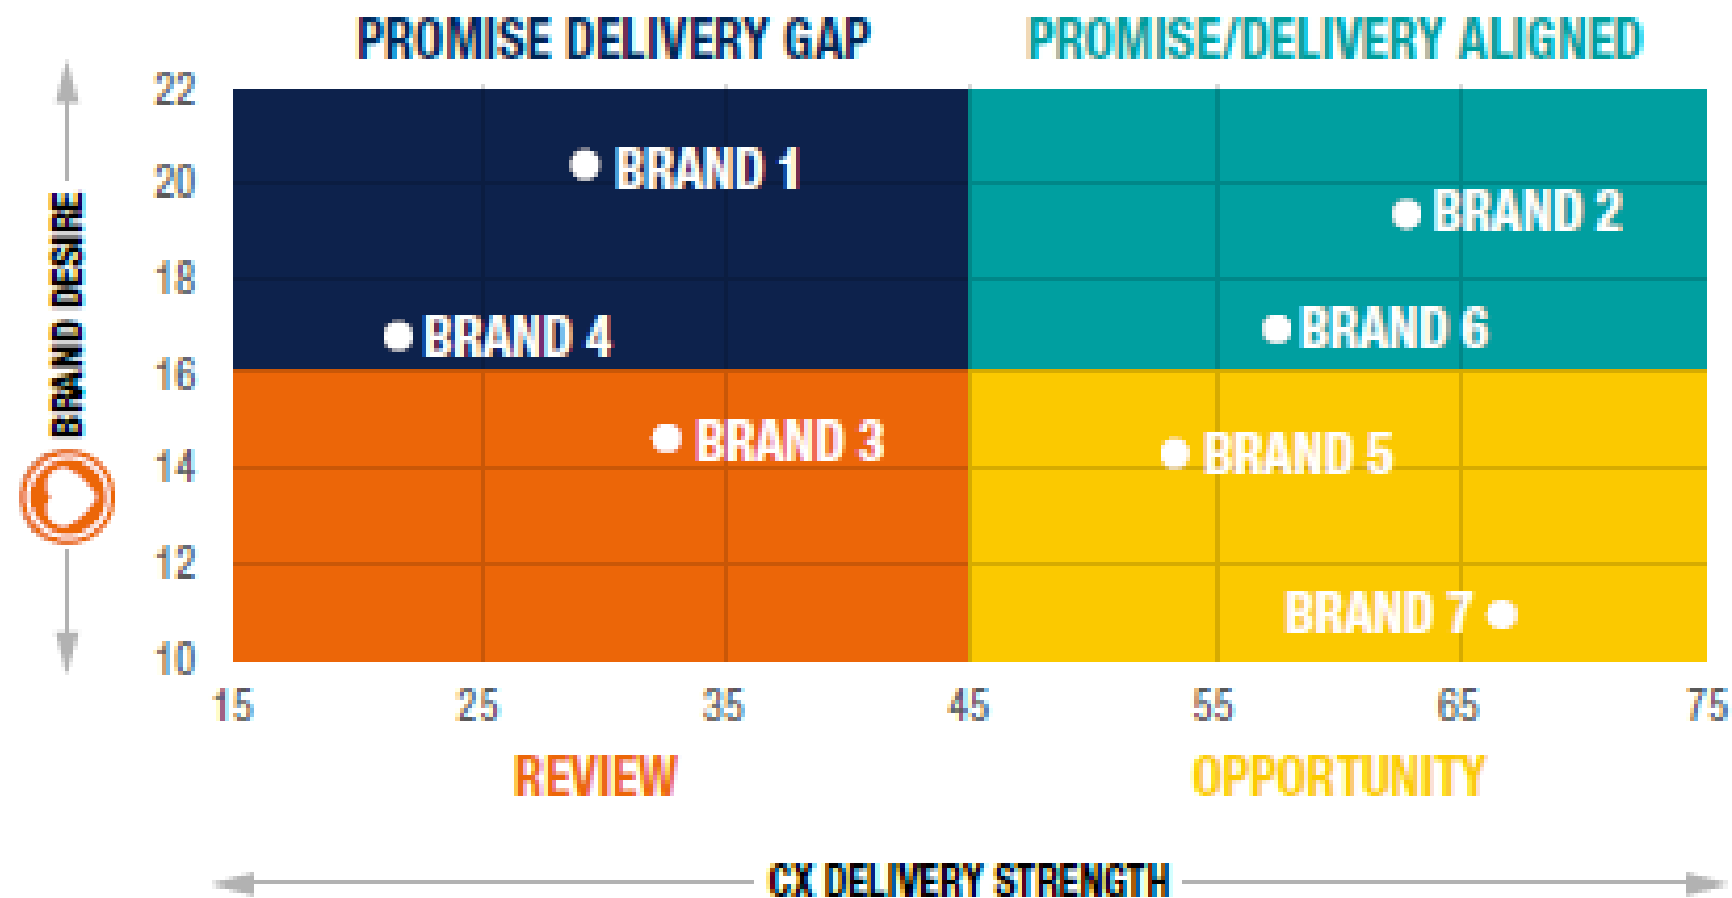 PROMISE DELIVERY GAP
PROMISE/DELIVERY ALIGNED
BRAND DESIRE
22
20
18
16
14
12
10
BRAND 1
BRAND 2
BRAND 4
BRAND 6
BRAND 3
BRAND 5
BRAND 7
15 25 35 45 55 65 75
REVIEW
OPPORTUNITY
CX DELIVERY STRENGTH